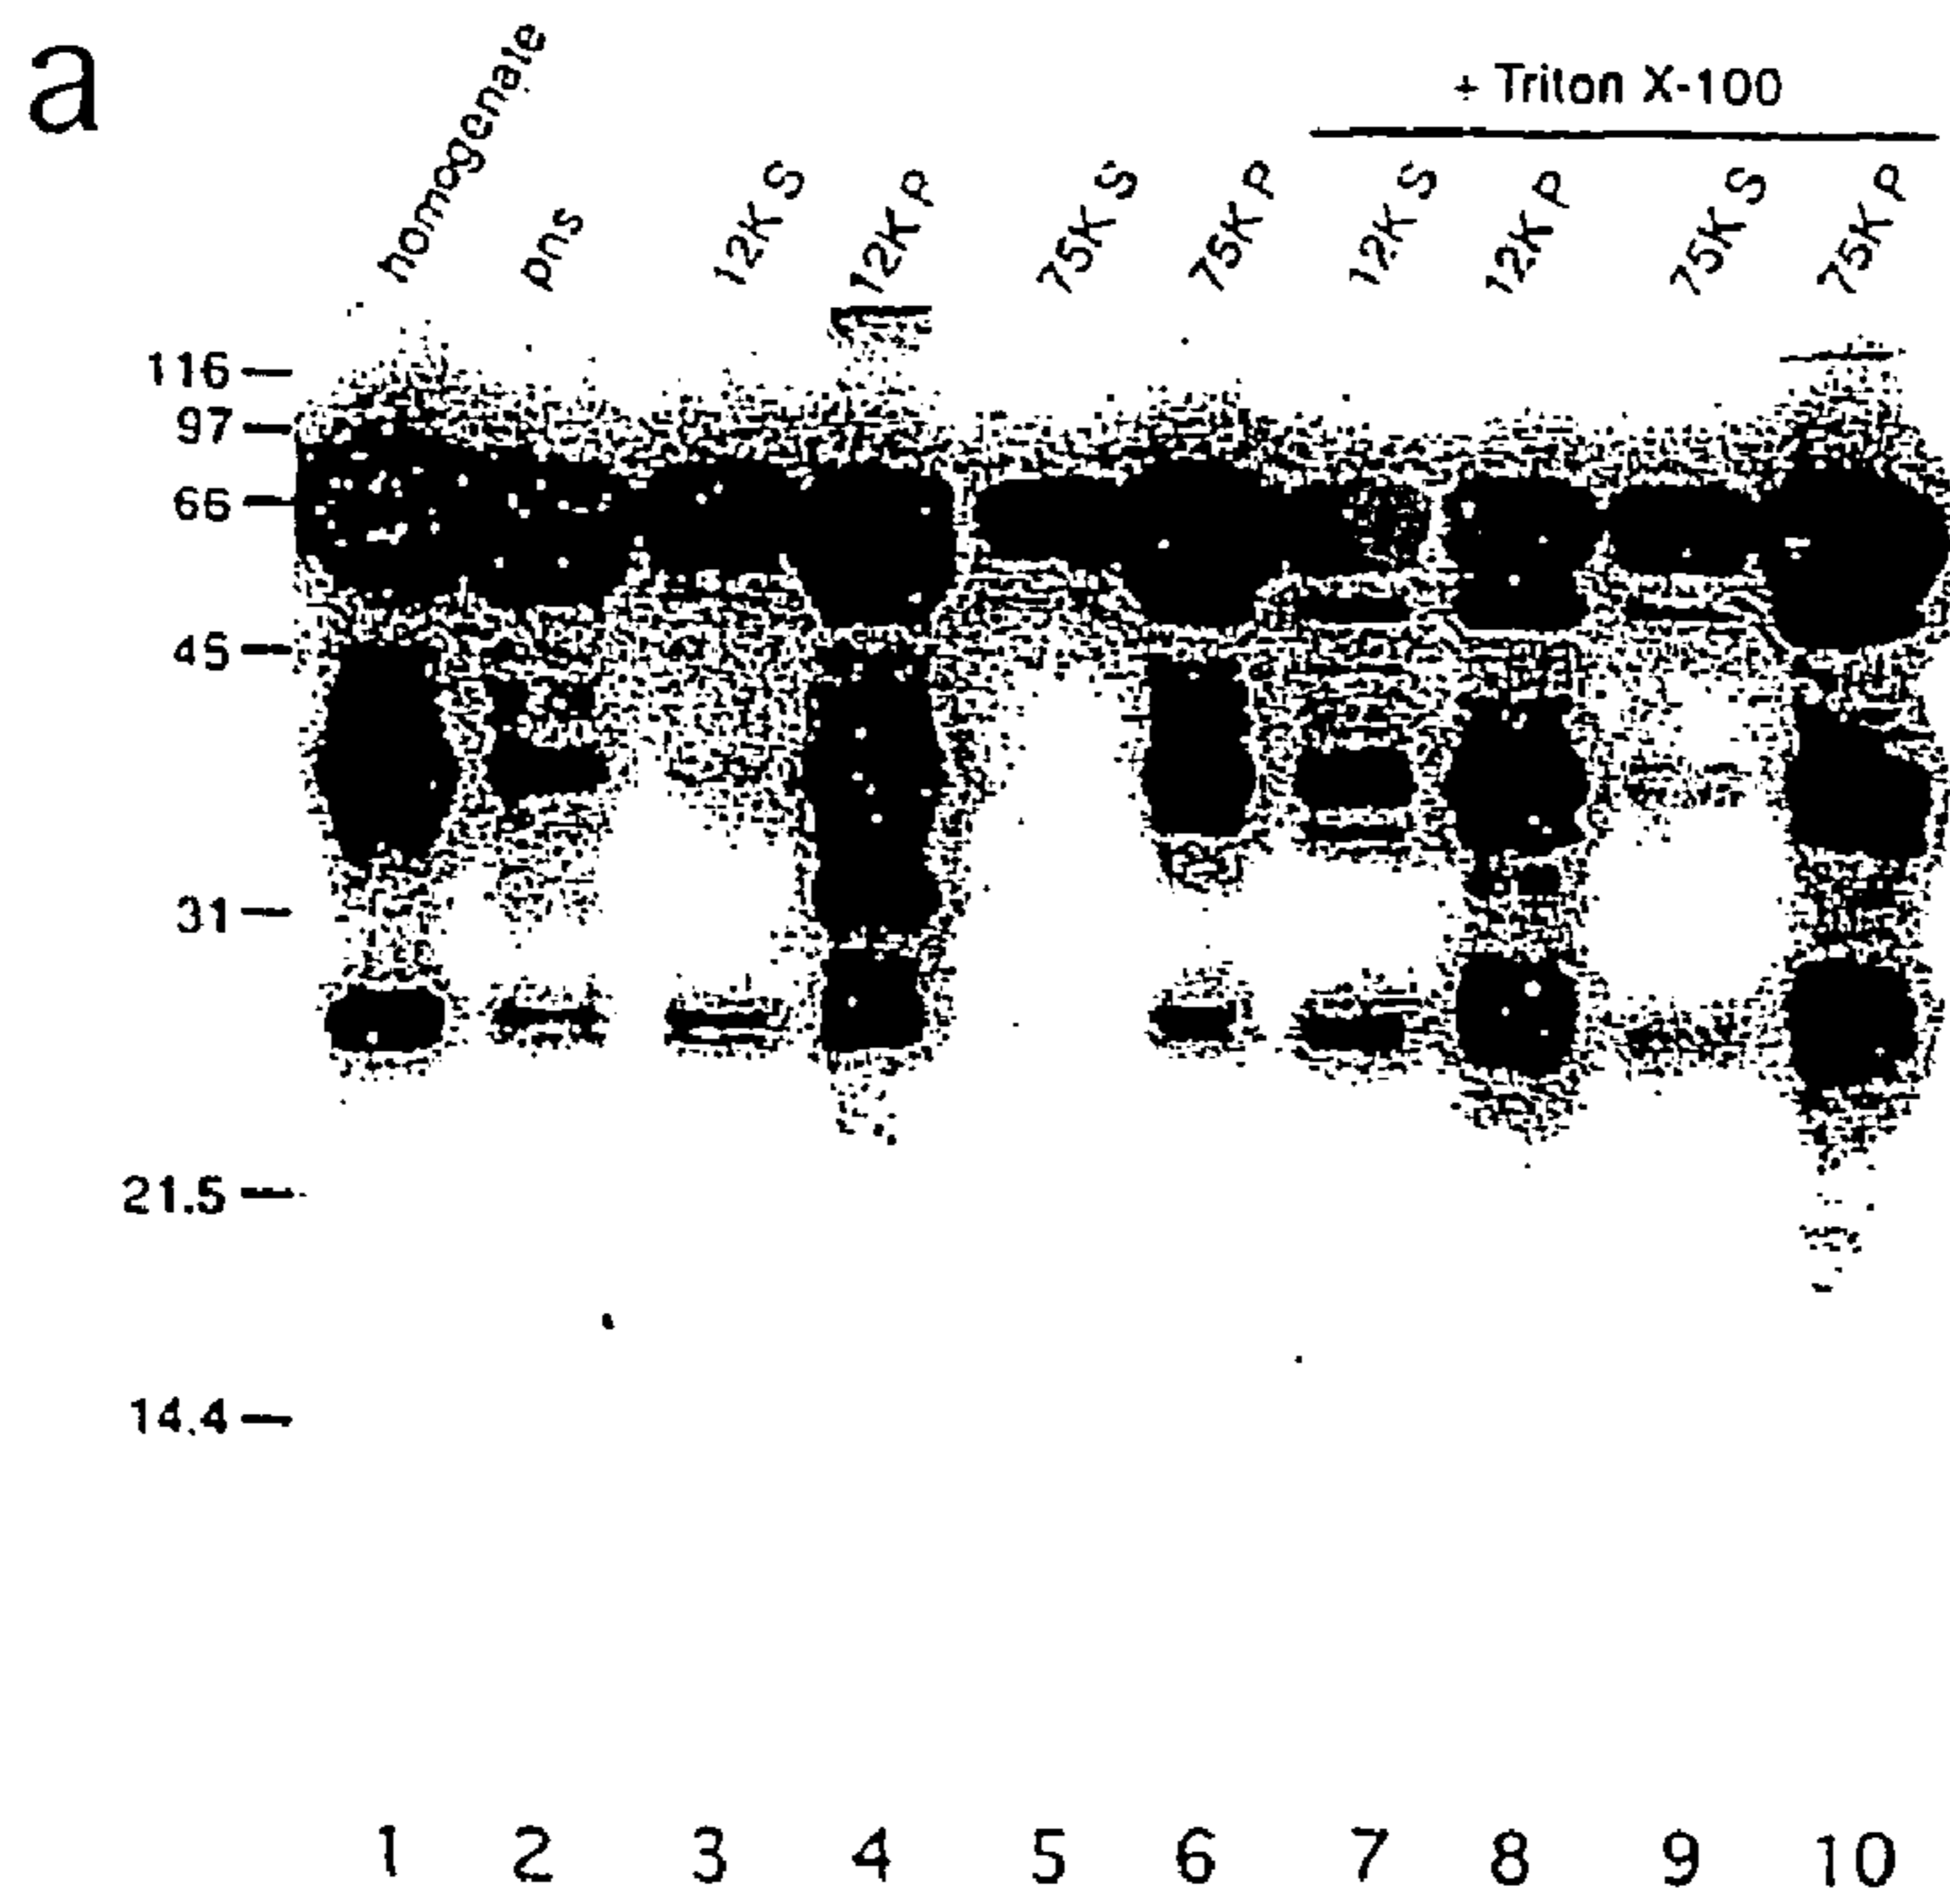 a
+ Triton X-100
homogenate
pns
12K S
12K P
75K S
75K P
12K S
12K P
75K S
75K P
116
97
66
45
31
21.5
14.4
1 2 3 4 5 6 7 8 9 10